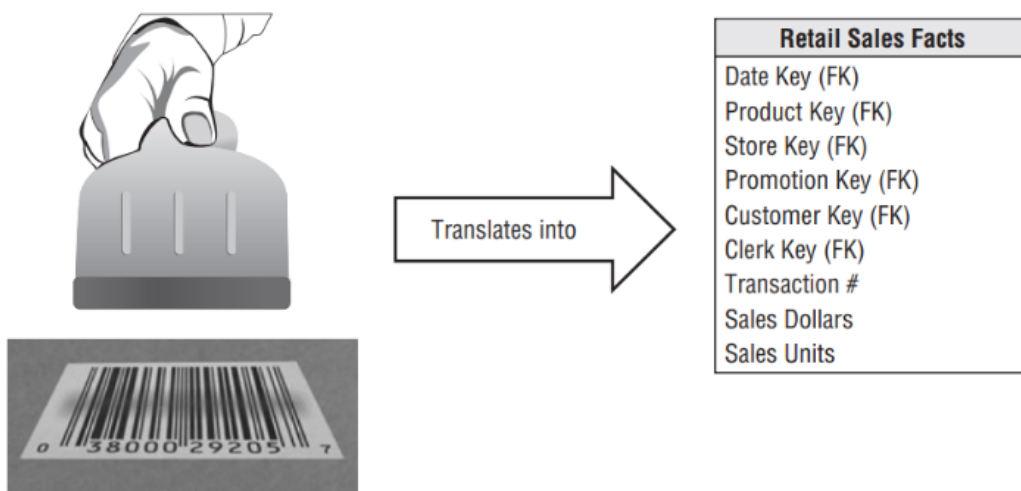 Retail Sales Facts
Date Key (FK)
Product Key (FK)
Store Key (FK)
Promotion Key (FK)
Customer Key (FK)
Clerk Key (FK)
Transaction #
Sales Dollars
Sales Units
Translates into
0 38000 29205 7